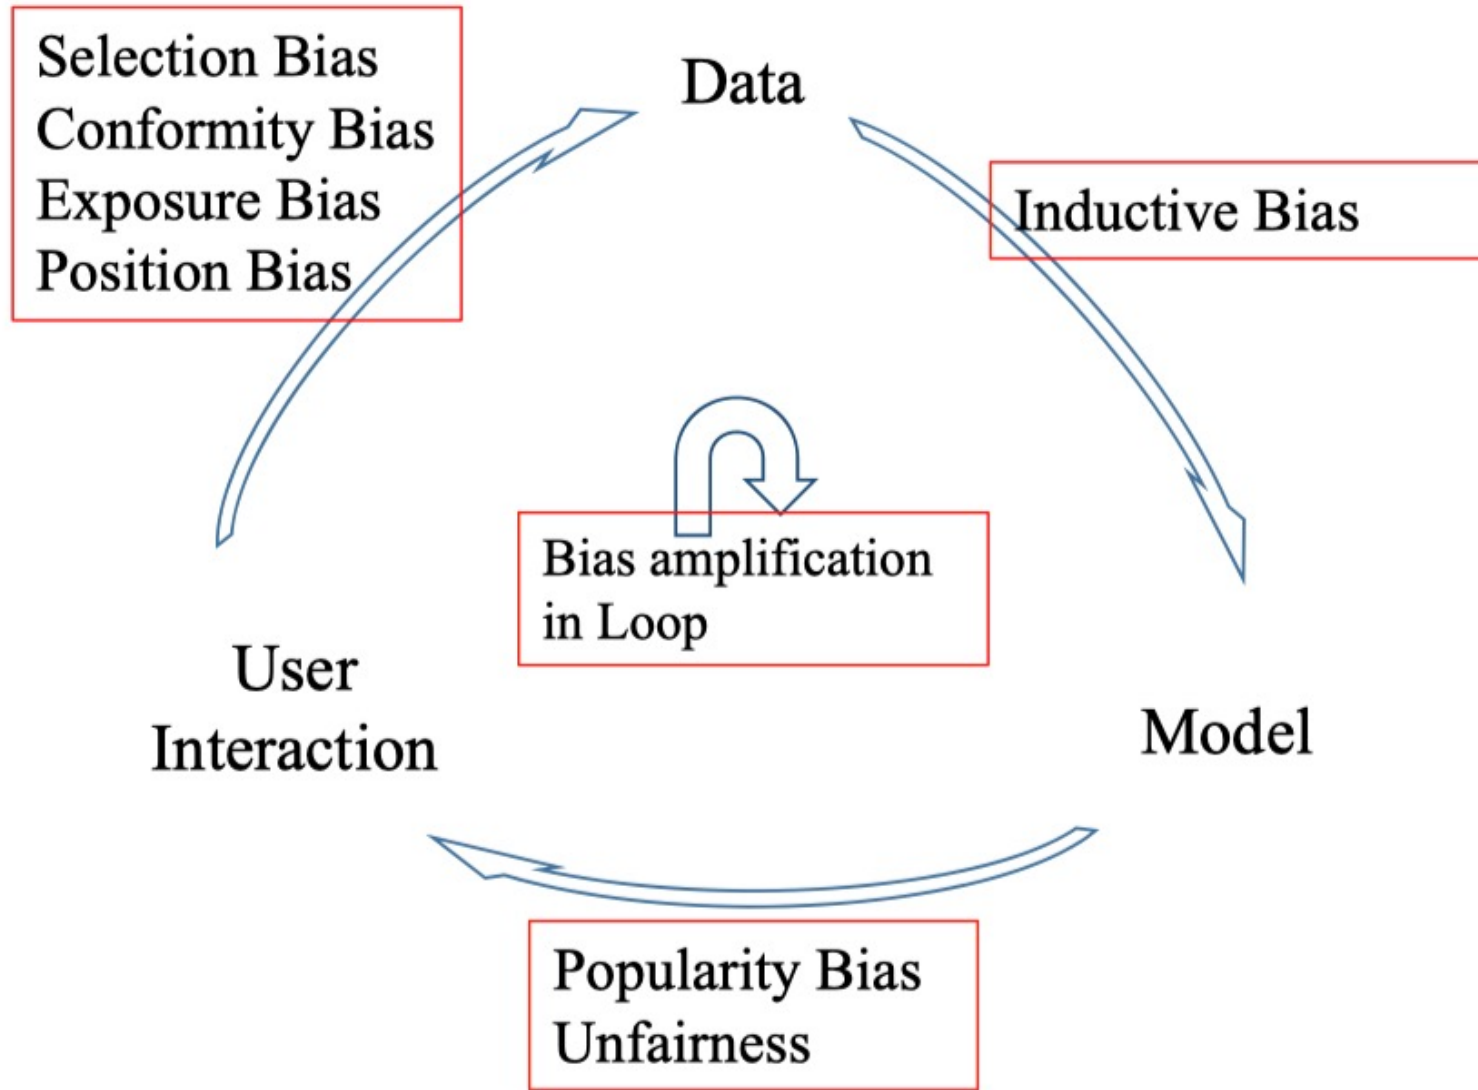 Selection Bias
Conformity Bias
Exposure Bias
Position Bias
Data
Inductive Bias
Bias amplification
in Loop
User
Interaction
Model
Popularity Bias
Unfairness